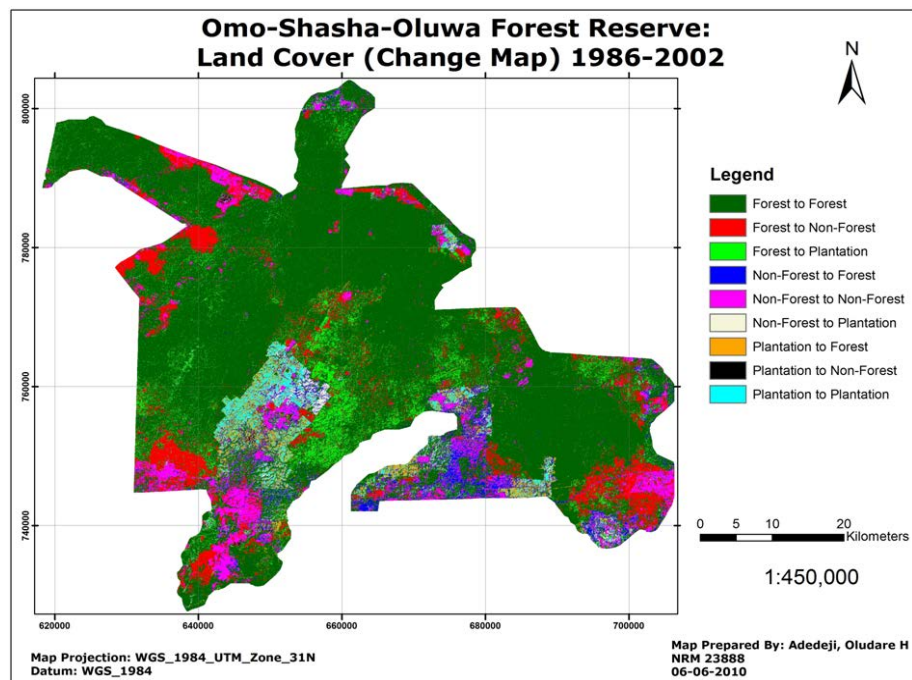 Omo-Shasha-Oluwa Forest Reserve:
Land Cover (Change Map) 1986-2002
N
800000
780000
760000
740000
620000
640000
660000
680000
700000
Legend
Forest to Forest
Forest to Non-Forest
Forest to Plantation
Non-Forest to Forest
Non-Forest to Non-Forest
Non-Forest to Plantation
Plantation to Forest
Plantation to Non-Forest
Plantation to Plantation
0 5 10 20
Kilometers
1:450,000
Map Projection: WGS_1984_UTM_Zone_31N
Datum: WGS_1984
Map Prepared By: Adedeji, Oludare H
NRM 23888
06-06-2010